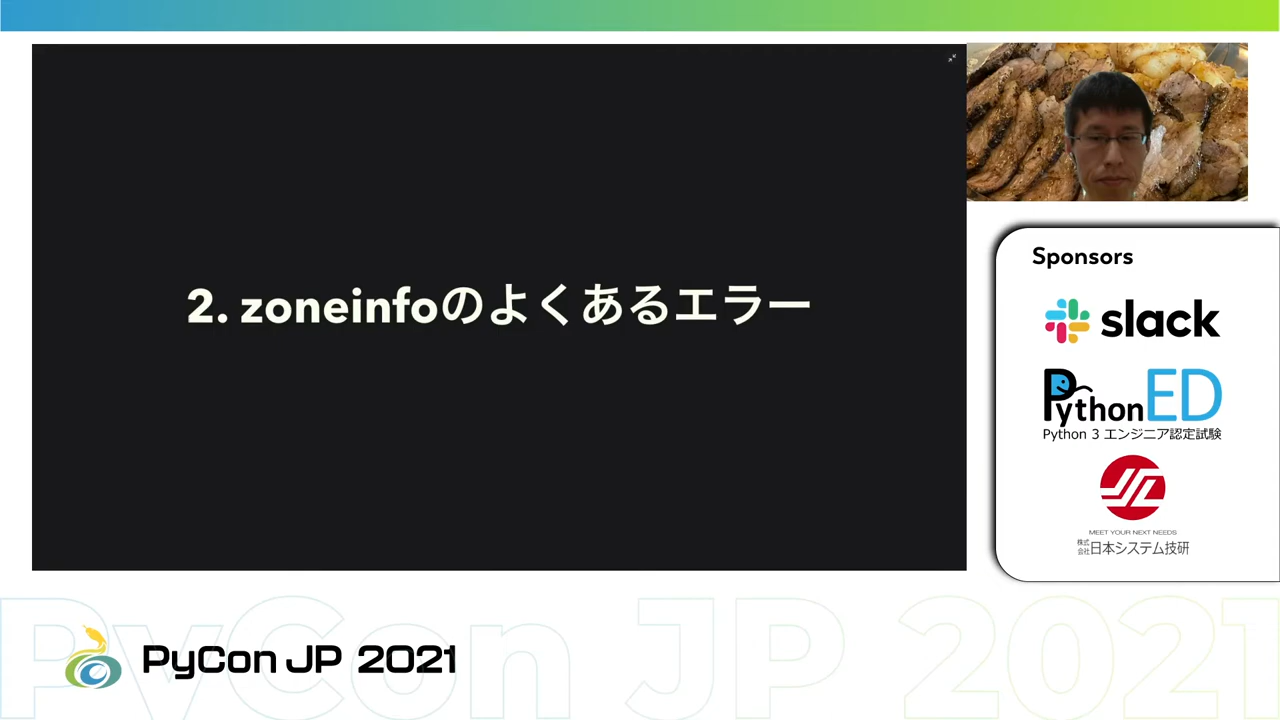 2. zoneinfoのよくあるエラー
Sponsors
slack
PythonED
Python 3 エンジニア認定試験
MEET YOUR NEXT NEEDS
株式会社日本システム技研
PyCon JP 2021
PyCon JP 2021